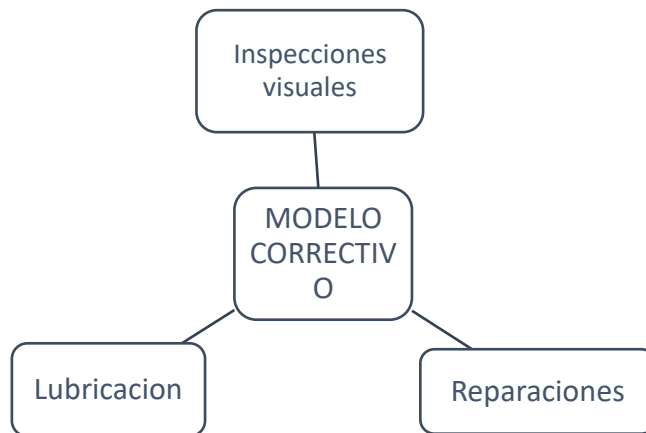 Inspecciones
visuales
MODELO
CORRECTIV
O
Lubricacion
Reparaciones